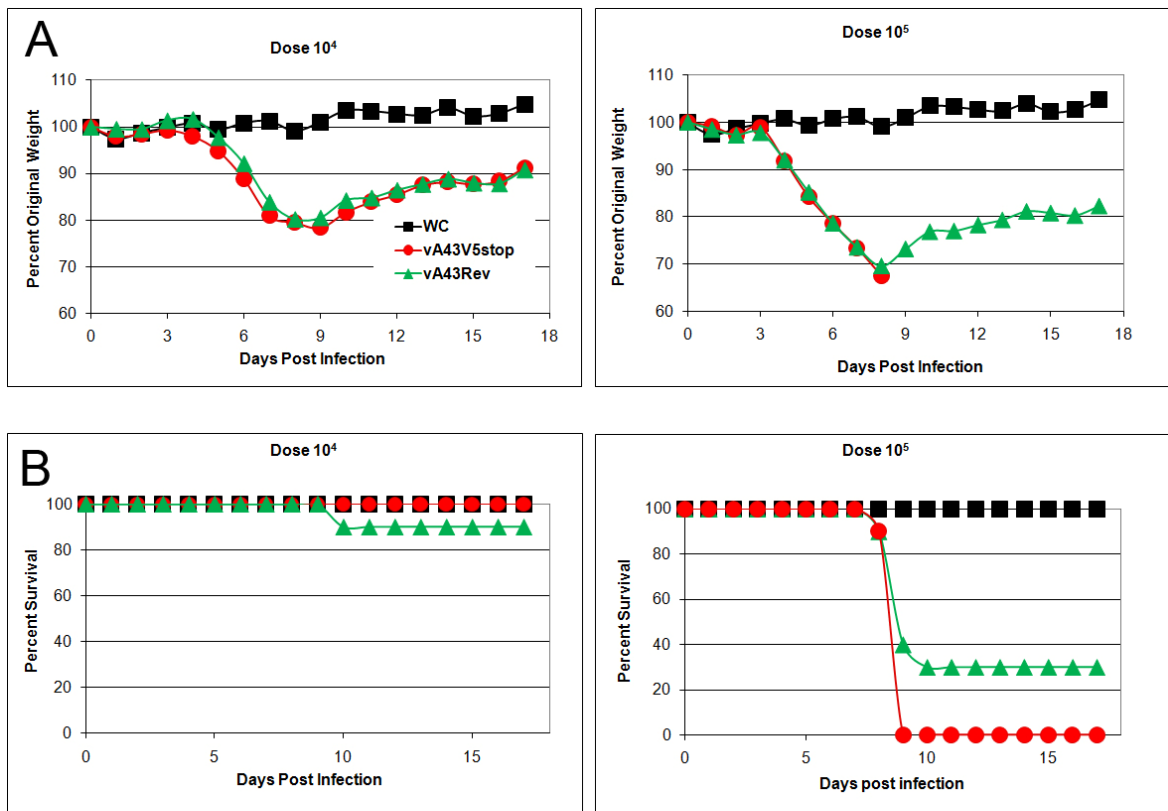 A
Dose 10⁴
Percent Original Weight
110
100
90
80
70
60
WC
vA43V5stop
vA43Rev
0 3 6 9 12 15 18
Days Post Infection
Dose 10⁵
Percent Original Weight
110
100
90
80
70
60
0 3 6 9 12 15 18
Days Post Infection
B
Dose 10⁴
Percent Survival
100
80
60
40
20
0
0 5 10 15
Days Post Infection
Dose 10⁵
Percent Survival
100
80
60
40
20
0
0 5 10 15
Days post infection